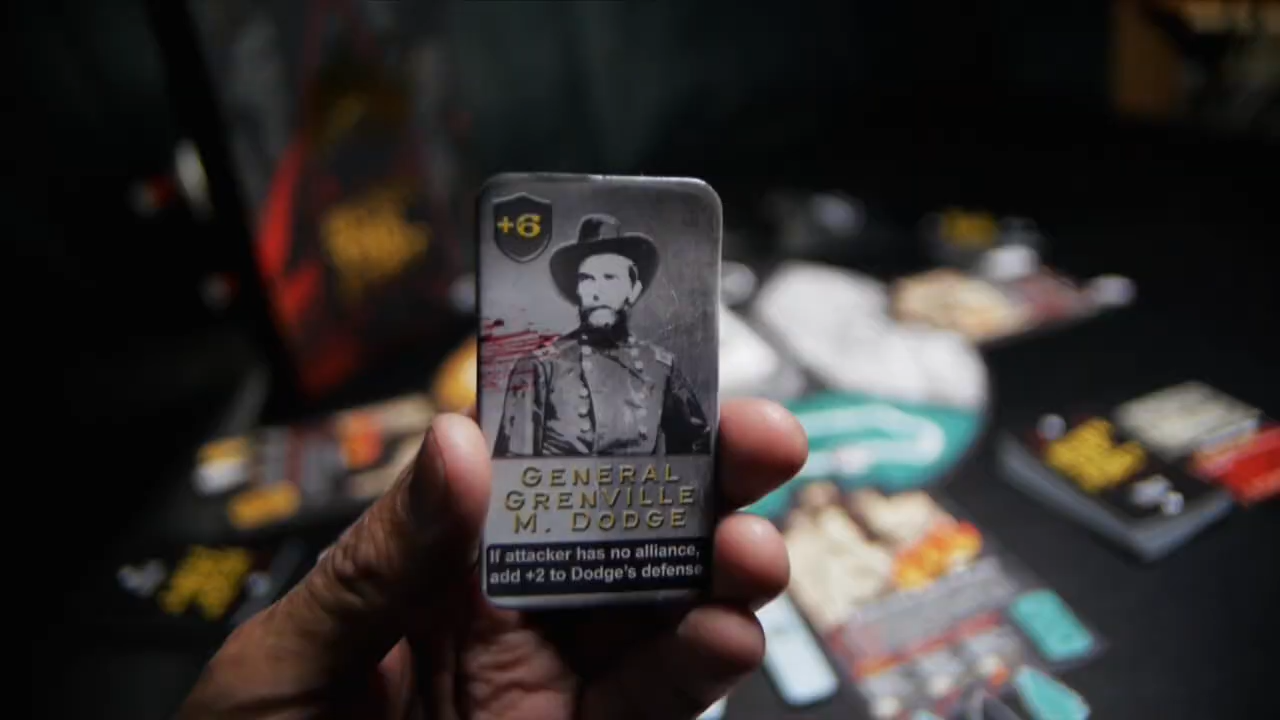 +6
GENERAL
GRENVILLE
M. DODGE
If attacker has no alliance,
add +2 to Dodge's defense